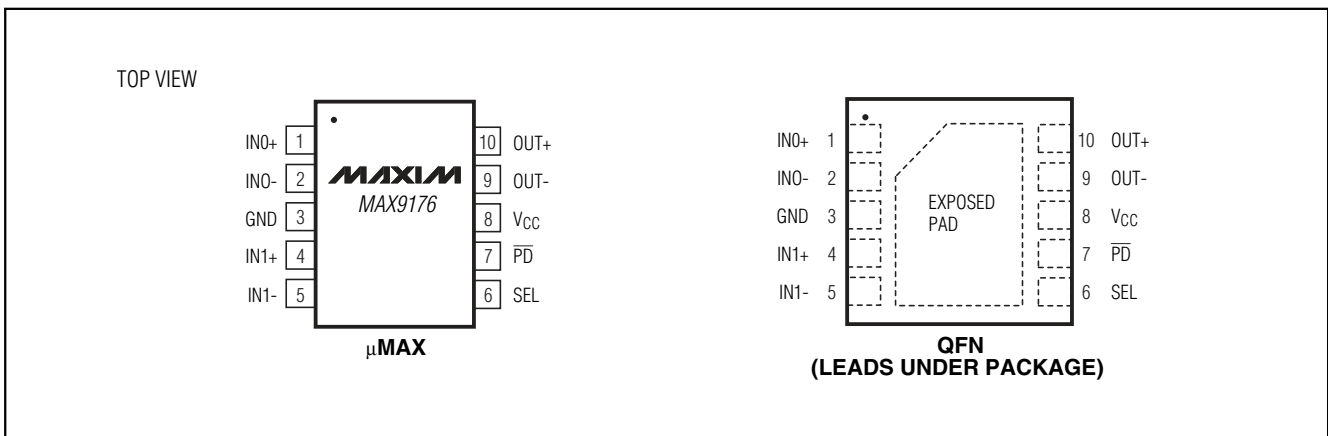 TOP VIEW
IN0+ 1
IN0- 2
GND 3
IN1+ 4
IN1- 5
MAXIM
MAX9176
10 OUT+
9 OUT-
8 VCC
7 P̅D̅
6 SEL
µMAX
IN0+ 1
IN0- 2
GND 3
IN1+ 4
IN1- 5
EXPOSED
PAD
10 OUT+
9 OUT-
8 VCC
7 P̅D̅
6 SEL
QFN
(LEADS UNDER PACKAGE)